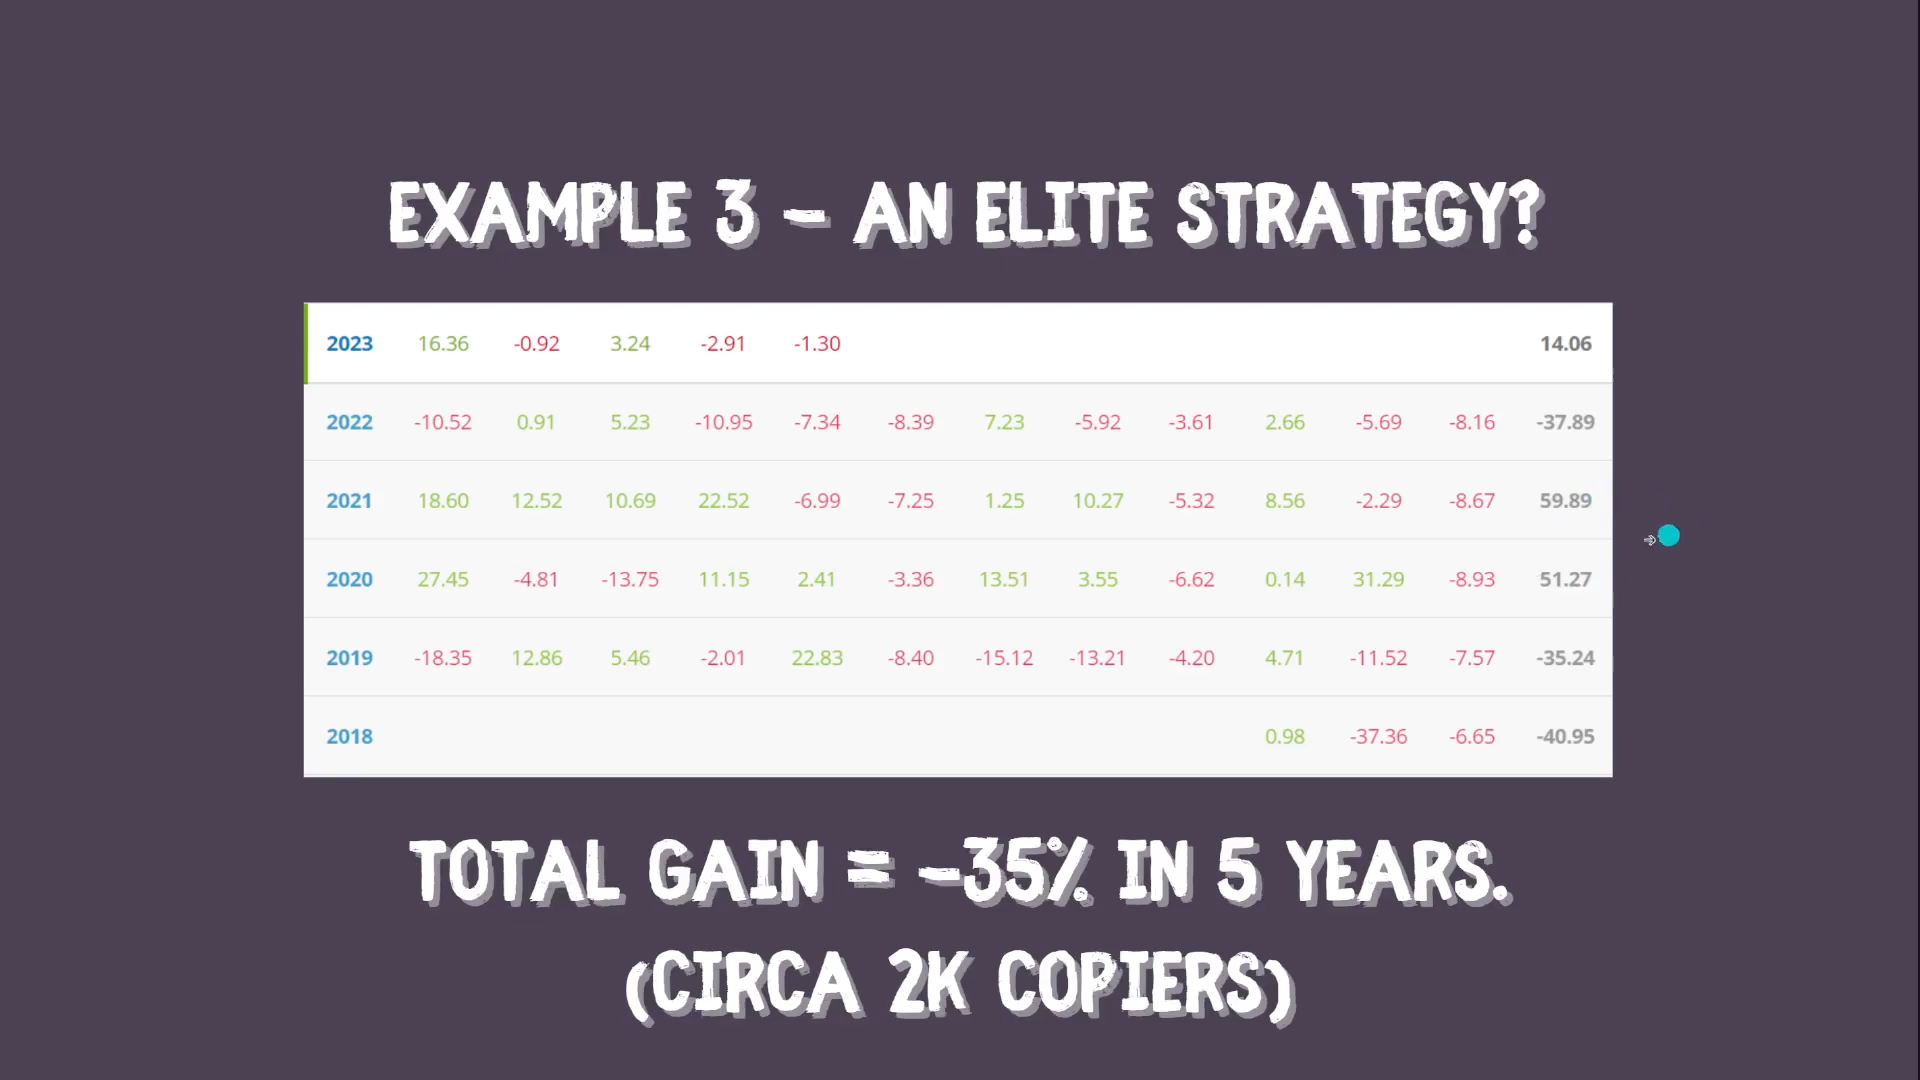 EXAMPLE 3 - AN ELITE STRATEGY?
2023 16.36 -0.92 3.24 -2.91 -1.30 14.06
2022 -10.52 0.91 5.23 -10.95 -7.34 -8.39 7.23 -5.92 -3.61 2.66 -5.69 -8.16 -37.89
2021 18.60 12.52 10.69 22.52 -6.99 -7.25 1.25 10.27 -5.32 8.56 -2.29 -8.67 59.89
2020 27.45 -4.81 -13.75 11.15 2.41 -3.36 13.51 3.55 -6.62 0.14 31.29 -8.93 51.27
2019 -18.35 12.86 5.46 -2.01 22.83 -8.40 -15.12 -13.21 -4.20 4.71 -11.52 -7.57 -35.24
2018 0.98 -37.36 -6.65 -40.95
TOTAL GAIN = -35% IN 5 YEARS.
(CIRCA 2K COPIERS)